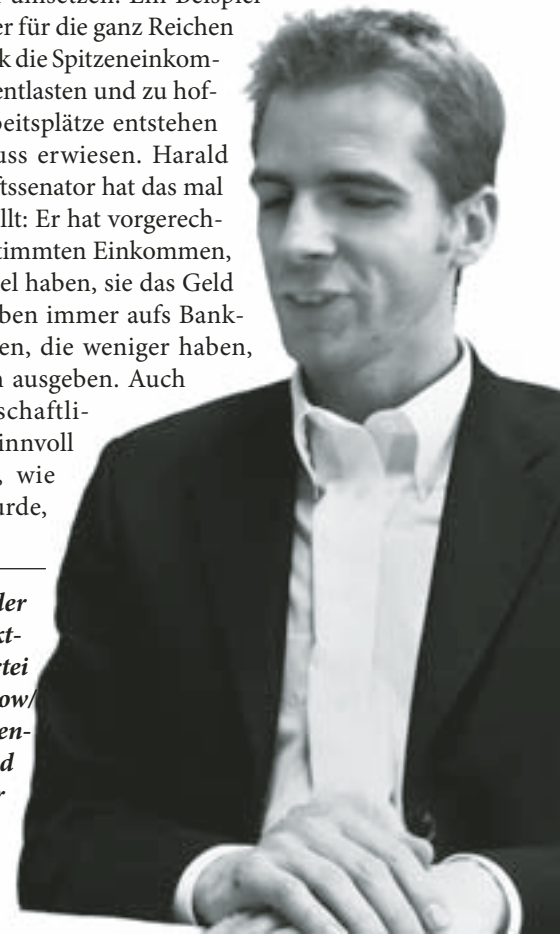 umsetzen. Ein Beispiel
er für die ganz Reichen
k die Spitzeneinkom-
entlasten und zu hof-
beitsplätze entstehen
uss erwiesen. Harald
ftssenator hat das mal
llt: Er hat vorgerech-
timmten Einkommen,
el haben, sie das Geld
ben immer aufs Bank-
en, die weniger haben,
n ausgeben. Auch
schaftli-
innvoll
, wie
urde,
der
kt-
rtei
ow/
en-
d
r